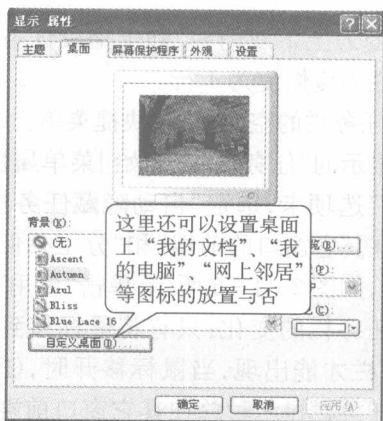 显示 属性
主题 桌面 屏幕保护程序 外观 设置
背景(K):
(无)
Ascent
Autumn
Azul
Bliss
Blue Lace 16
这里还可以设置桌面
上“我的文档”、“我
的电脑”、“网上邻居”
等图标的放置与否
自定义桌面(D)...
确定 取消 应用(A)